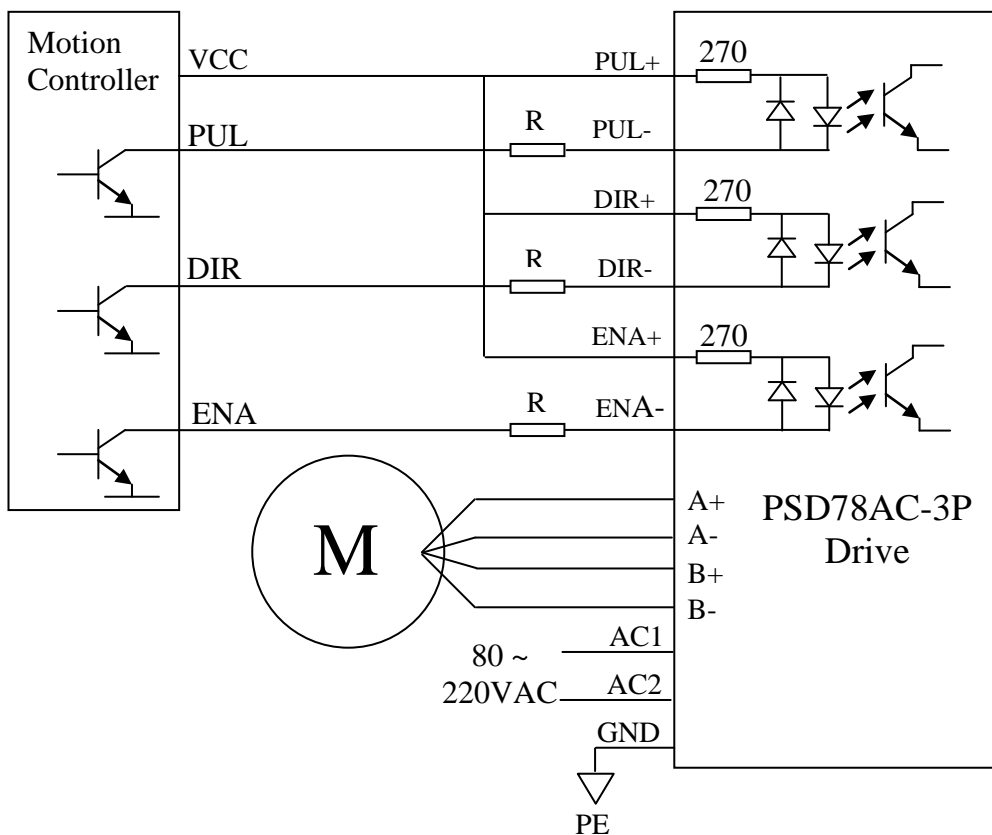 Motion
Controller
VCC
PUL+
270
PUL
R
PUL-
DIR+
270
DIR
R
DIR-
ENA+
270
ENA
R
ENA-
M
A+
A-
B+
B-
PSD78AC-3P
Drive
80 ~
220VAC
AC1
AC2
GND
PE